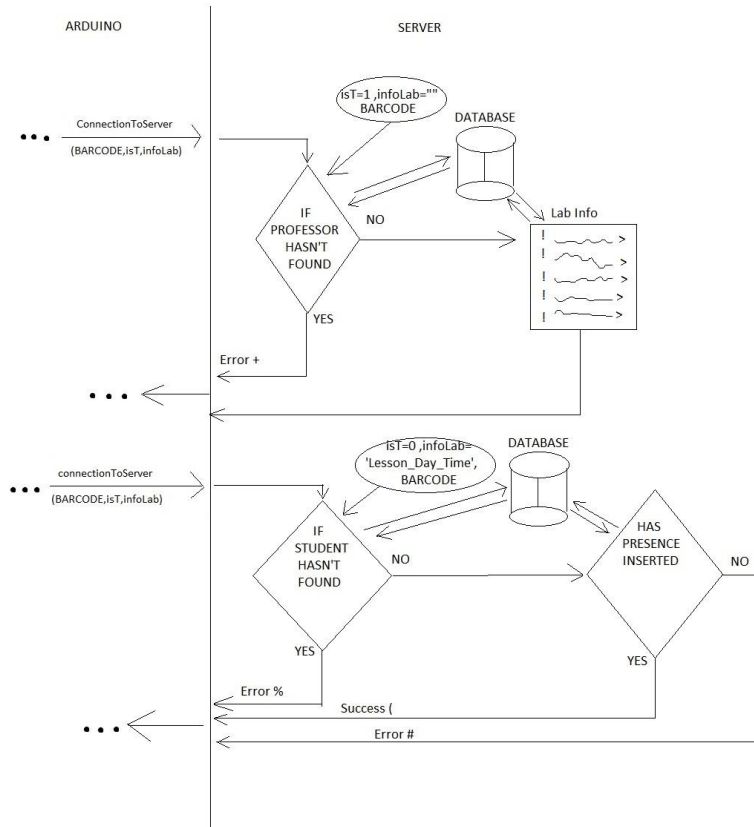 ARDUINO
SERVER
isT=1 ,infoLab=""
BARCODE
DATABASE
ConnectionToServer
(BARCODE,isT,infoLab)
IF
PROFESSOR
HASN'T
FOUND
NO
Lab Info
! >
! >
! >
! >
! >
YES
Error +
isT=0 ,infoLab=
'Lesson_Day_Time',
BARCODE
DATABASE
connectionToServer
(BARCODE,isT,infoLab)
IF
STUDENT
HASN'T
FOUND
NO
HAS
PRESENCE
INSERTED
NO
YES
YES
Error %
Success (
Error #